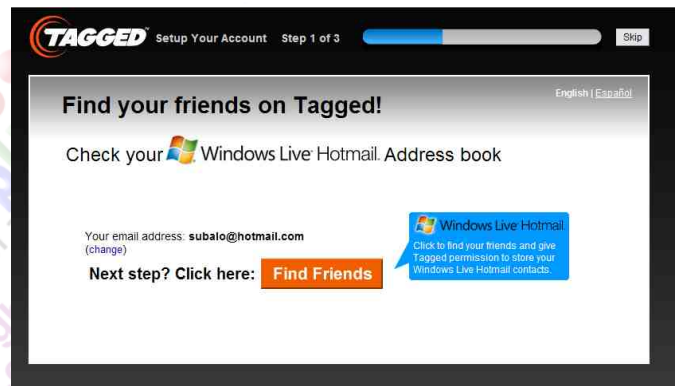 TAGGED Setup Your Account Step 1 of 3 Skip
English | Español
Find your friends on Tagged!
Check your Windows Live Hotmail. Address book
Your email address: subalo@hotmail.com
(change)
Next step? Click here: Find Friends
Windows Live Hotmail
Click to find your friends and give
Tagged permission to store your
Windows Live Hotmail contacts.